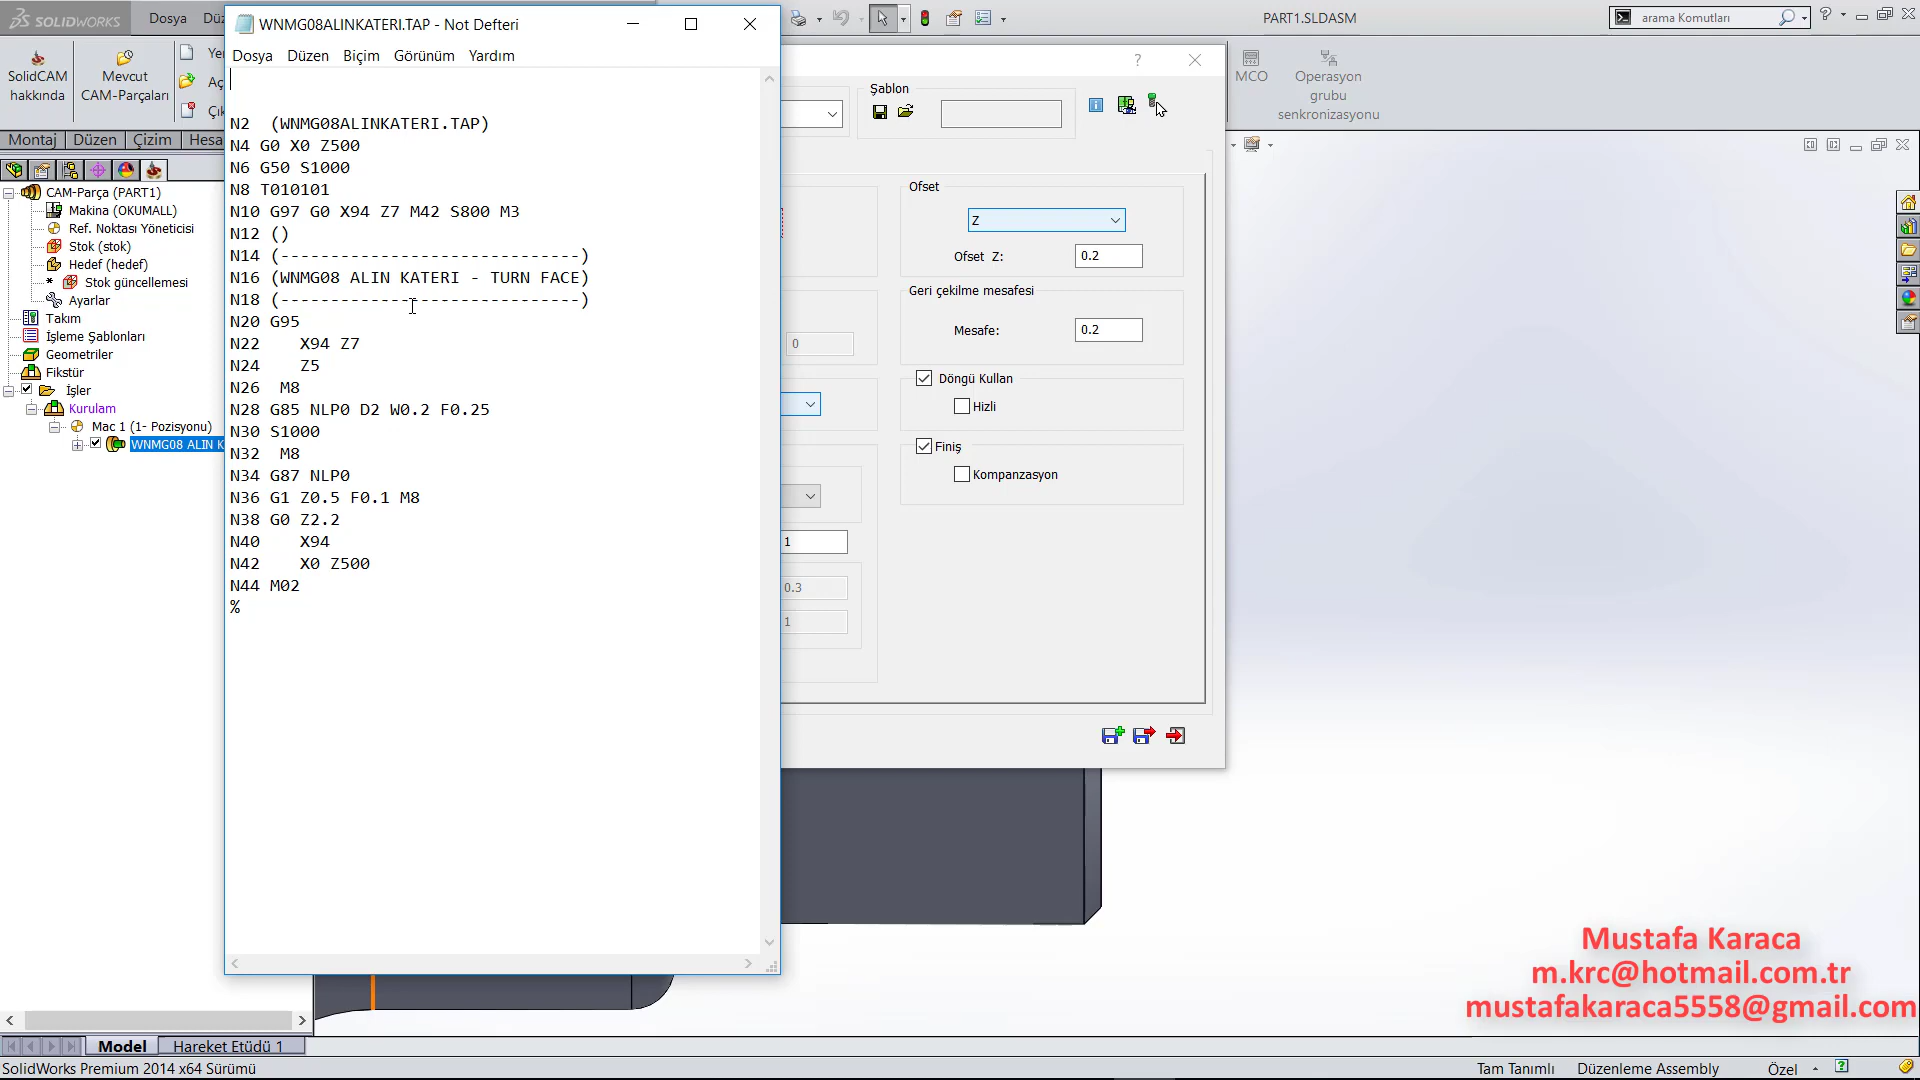 SOLIDWORKS
Dosya
PART1.SLDASM
arama Komutları
WNMG08ALINKATERI.TAP - Not Defteri
Dosya Düzen Biçim Görünüm Yardım
SolidCAM
hakkında
Mevcut
CAM-Parçaları
MCO
Operasyon
grubu
senkronizasyonu
Montaj Düzen Çizim
CAM-Parça (PART1)
Makina (OKUMALL)
Ref. Noktası Yöneticisi
Stok (stok)
Hedef (hedef)
* Stok güncellemesi
Ayarlar
Takım
İşleme Şablonları
Geometriler
Fikstür
İşler
Kurulam
Mac 1 (1- Pozisyonu)
WNMG08 ALIN K
N2 (WNMG08ALINKATERI.TAP)
N4 G0 X0 Z500
N6 G50 S1000
N8 T010101
N10 G97 G0 X94 Z7 M42 S800 M3
N12 ()
N14 (------------------------------)
N16 (WNMG08 ALIN KATERI - TURN FACE)
N18 (------------------------------)
N20 G95
N22 X94 Z7
N24 Z5
N26 M8
N28 G85 NLP0 D2 W0.2 F0.25
N30 S1000
N32 M8
N34 G87 NLP0
N36 G1 Z0.5 F0.1 M8
N38 G0 Z2.2
N40 X94
N42 X0 Z500
N44 M02
%
Şablon
Ofset
Z
Ofset Z: 0.2
Geri çekilme mesafesi
Mesafe: 0.2
Döngü Kullan
Hizli
Finiş
Kompanzasyon
0
1
0.3
1
Mustafa Karaca
m.krc@hotmail.com.tr
mustafakaraca5558@gmail.com
Model Hareket Etüdü 1
SolidWorks Premium 2014 x64 Sürümü
Tam Tanımlı Düzenleme Assembly Özel